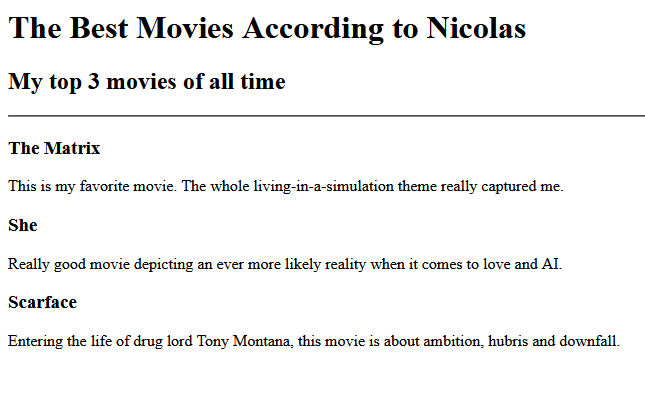 The Best Movies According to Nicolas
My top 3 movies of all time
The Matrix
This is my favorite movie. The whole living-in-a-simulation theme really captured me.
She
Really good movie depicting an ever more likely reality when it comes to love and AI.
Scarface
Entering the life of drug lord Tony Montana, this movie is about ambition, hubris and downfall.